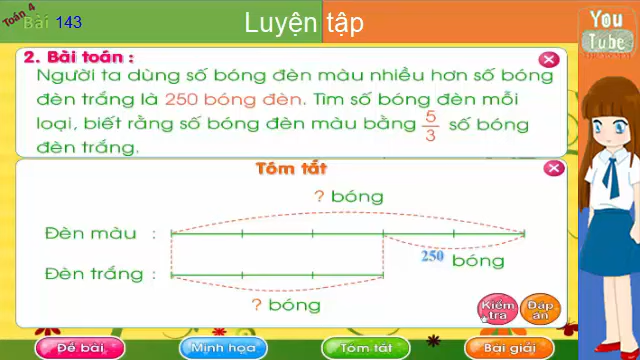 Toán 4
Bài 143
Luyện tập
You
Tube
2. Bài toán :
Người ta dùng số bóng đèn màu nhiều hơn số bóng
đèn trắng là 250 bóng đèn. Tìm số bóng đèn mỗi
loại, biết rằng số bóng đèn màu bằng 5/3 số bóng
đèn trắng.
Tóm tắt
? bóng
Đèn màu :
250 bóng
Đèn trắng :
? bóng
Kiểm tra
Đáp án
Đề bài
Minh họa
Tóm tắt
Bài giải